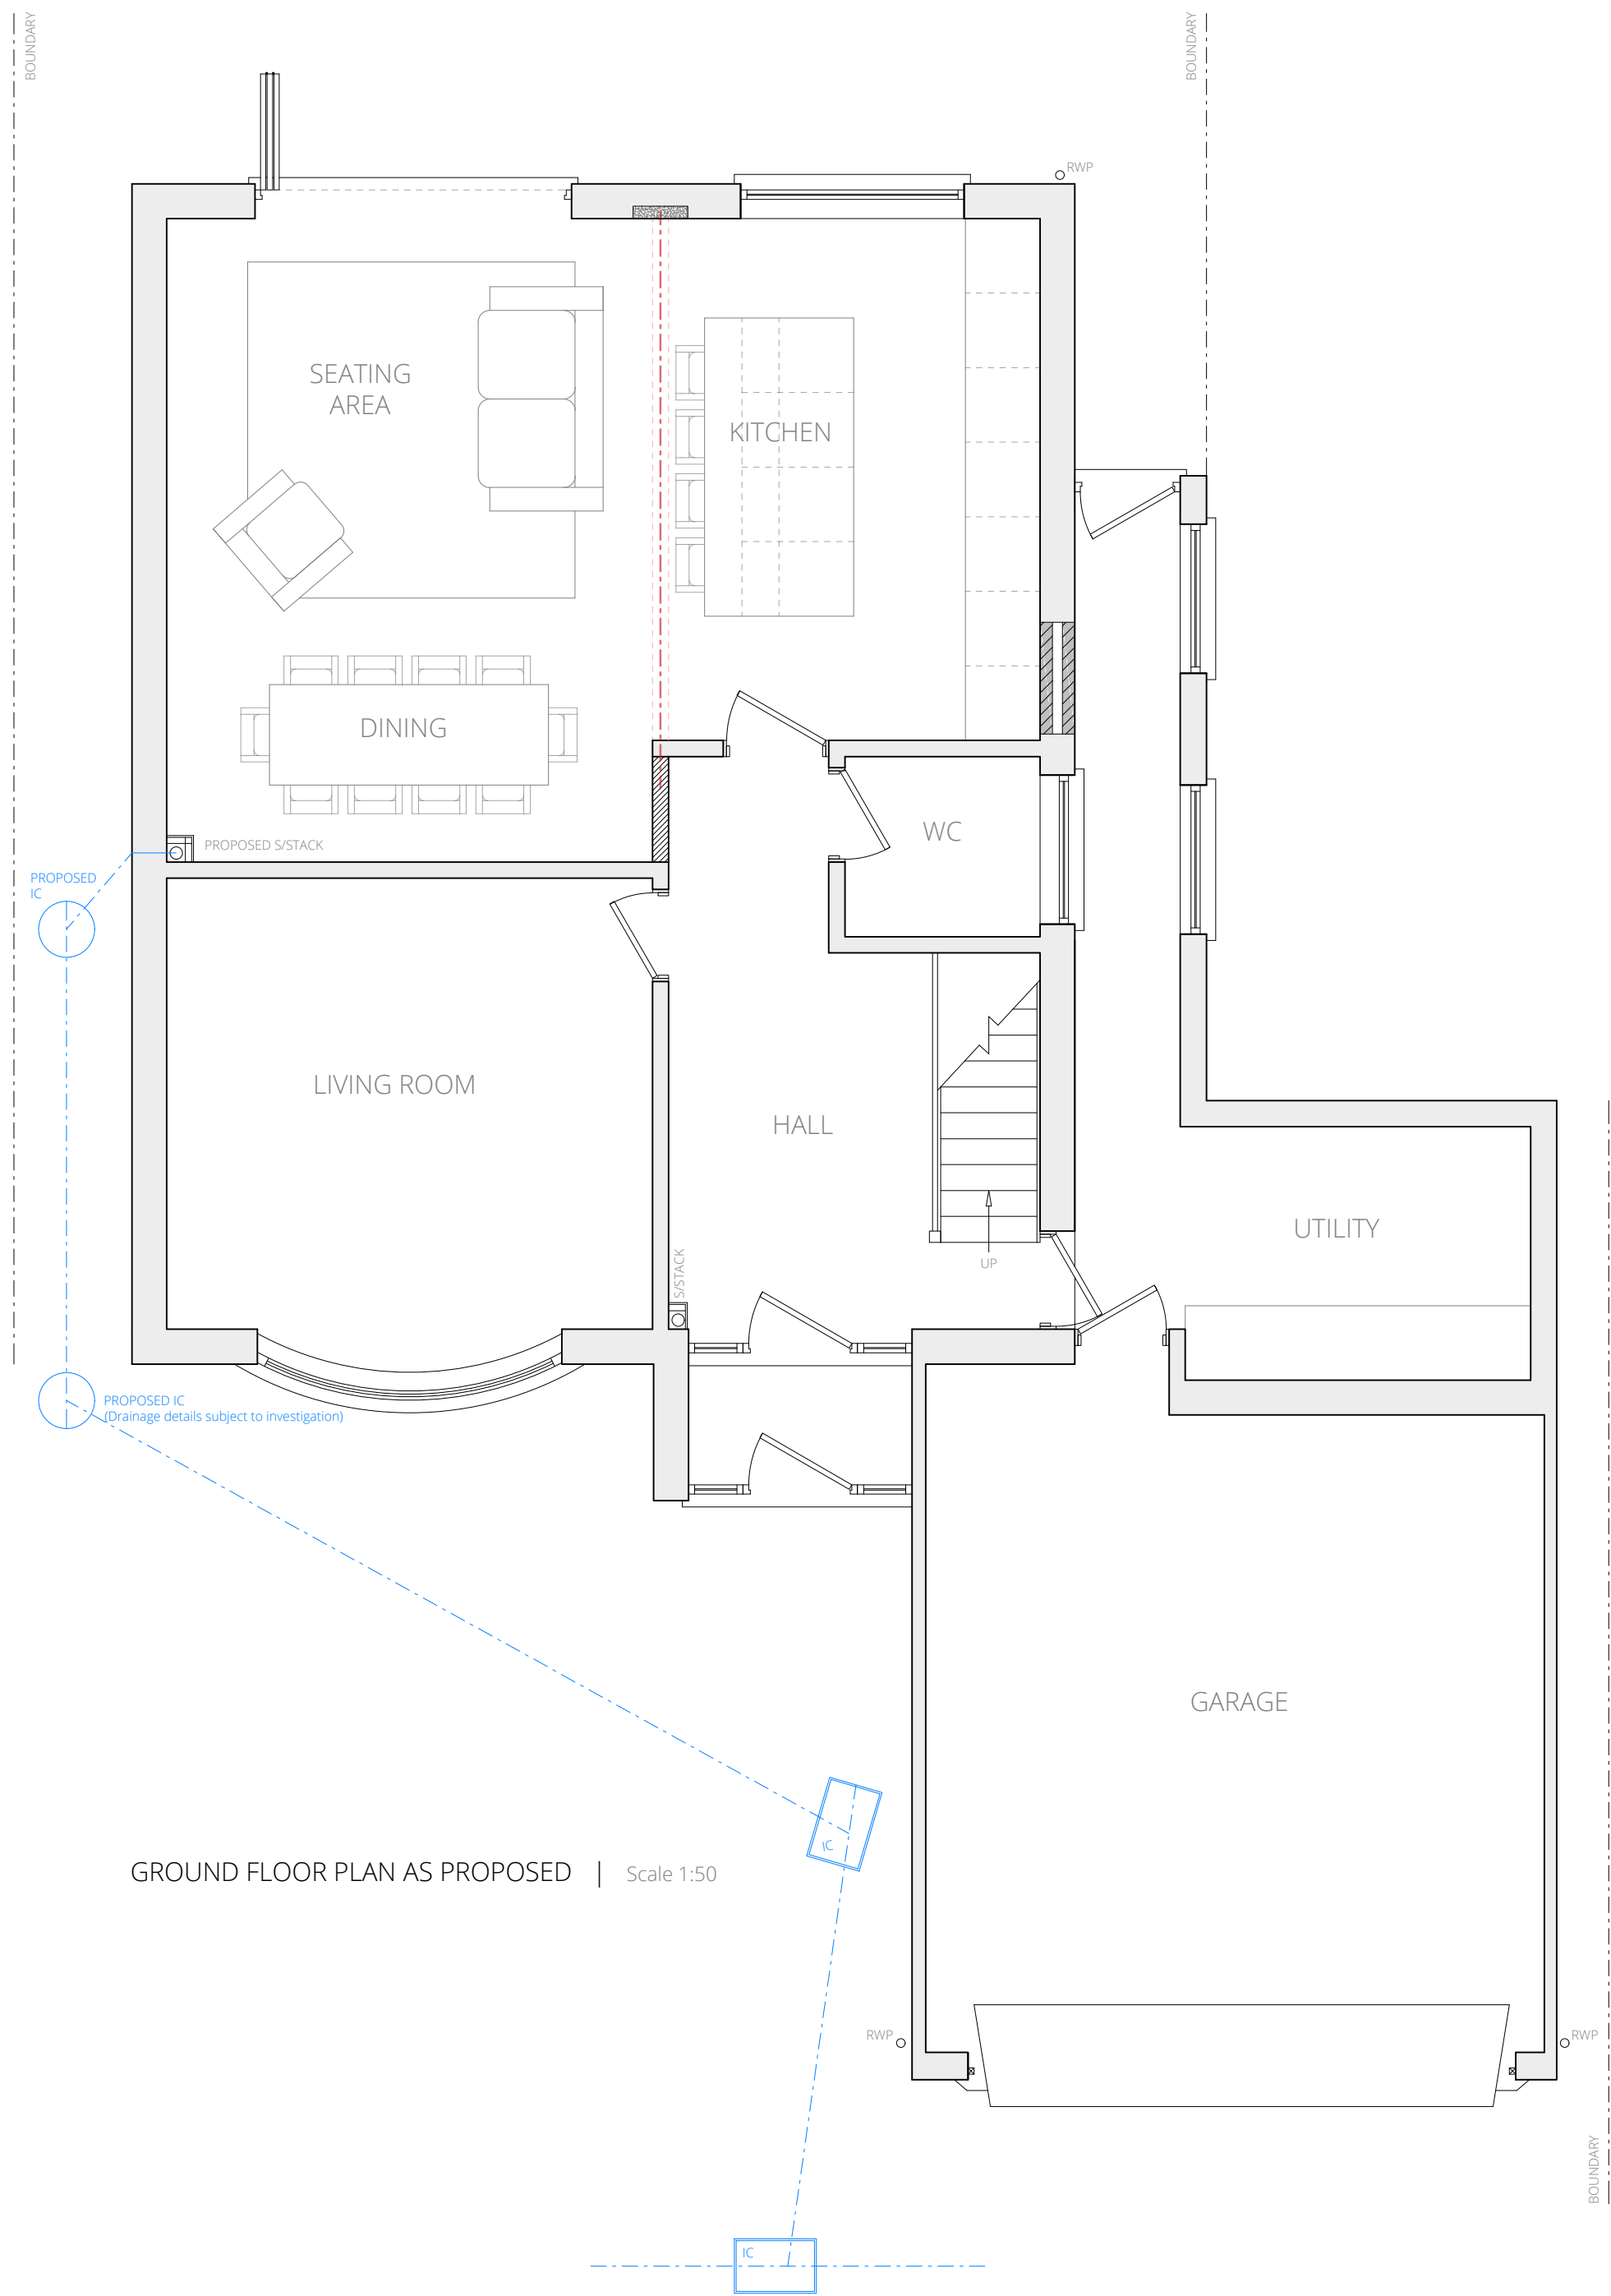 BOUNDARY
BOUNDARY
RWP
SEATING
AREA
KITCHEN
DINING
WC
PROPOSED S/STACK
PROPOSED
IC
LIVING ROOM
HALL
UTILITY
S/STACK
UP
PROPOSED IC
(Drainage details subject to investigation)
GARAGE
IC
GROUND FLOOR PLAN AS PROPOSED | Scale 1:50
RWP
RWP
BOUNDARY
IC